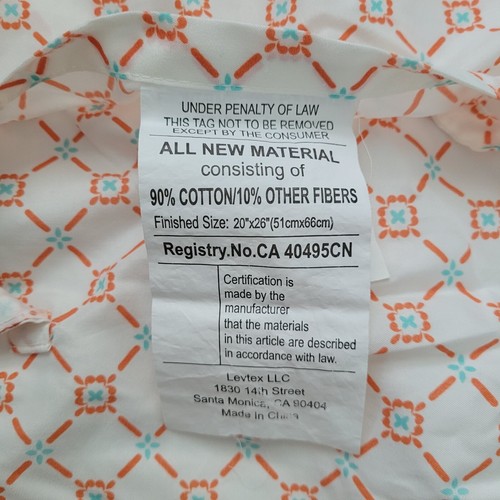 UNDER PENALTY OF LAW
THIS TAG NOT TO BE REMOVED
EXCEPT BY THE CONSUMER
ALL NEW MATERIAL
consisting of
90% COTTON/10% OTHER FIBERS
Finished Size: 20"x26"(51cmx66cm)
Registry.No.CA 40495CN
Certification is
made by the
manufacturer
that the materials
in this article are described
in accordance with law.
Levtex LLC
1830 14th Street
Santa Monica, CA 90404
Made In China